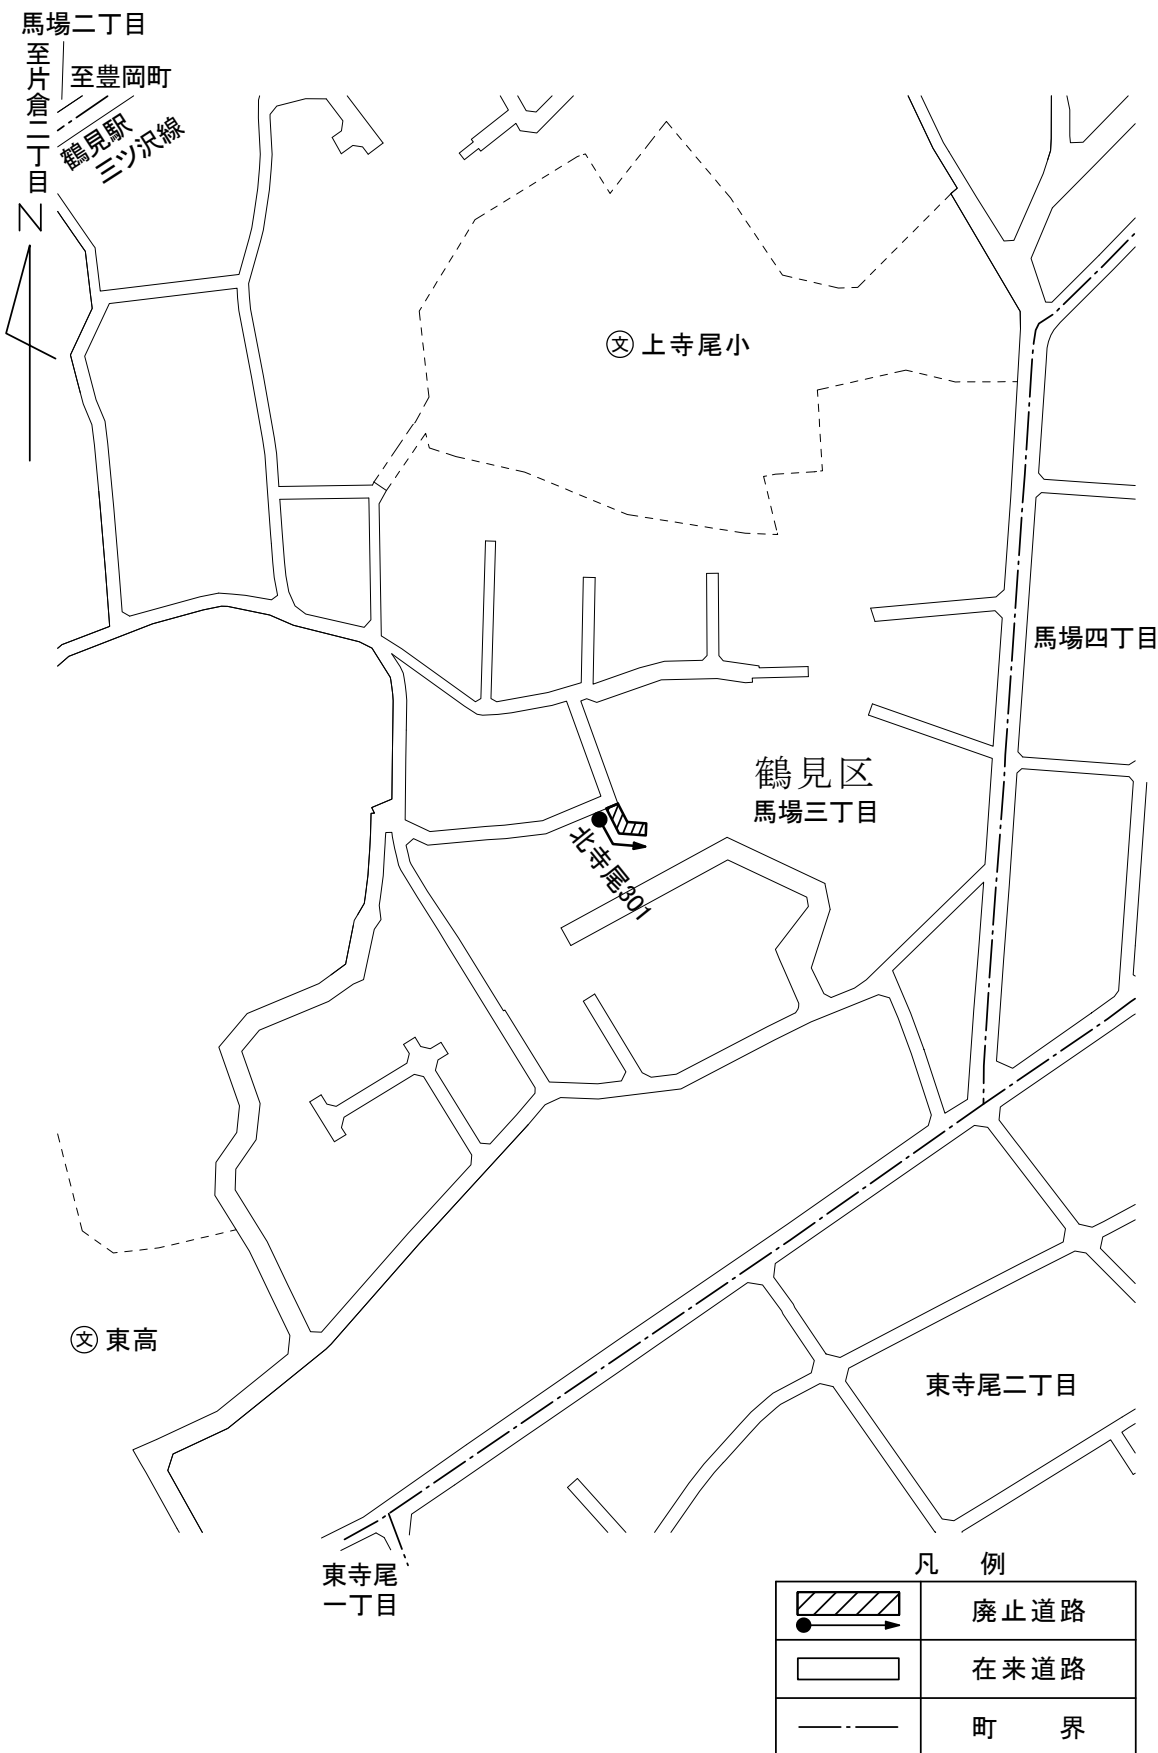 馬場二丁目
至片倉二丁目
至豊岡町
鶴見駅
三ツ沢線
N
文 上寺尾小
馬場四丁目
鶴見区
馬場三丁目
北寺尾301
文 東高
東寺尾二丁目
東寺尾
一丁目
凡 例
廃止道路
在来道路
町 界